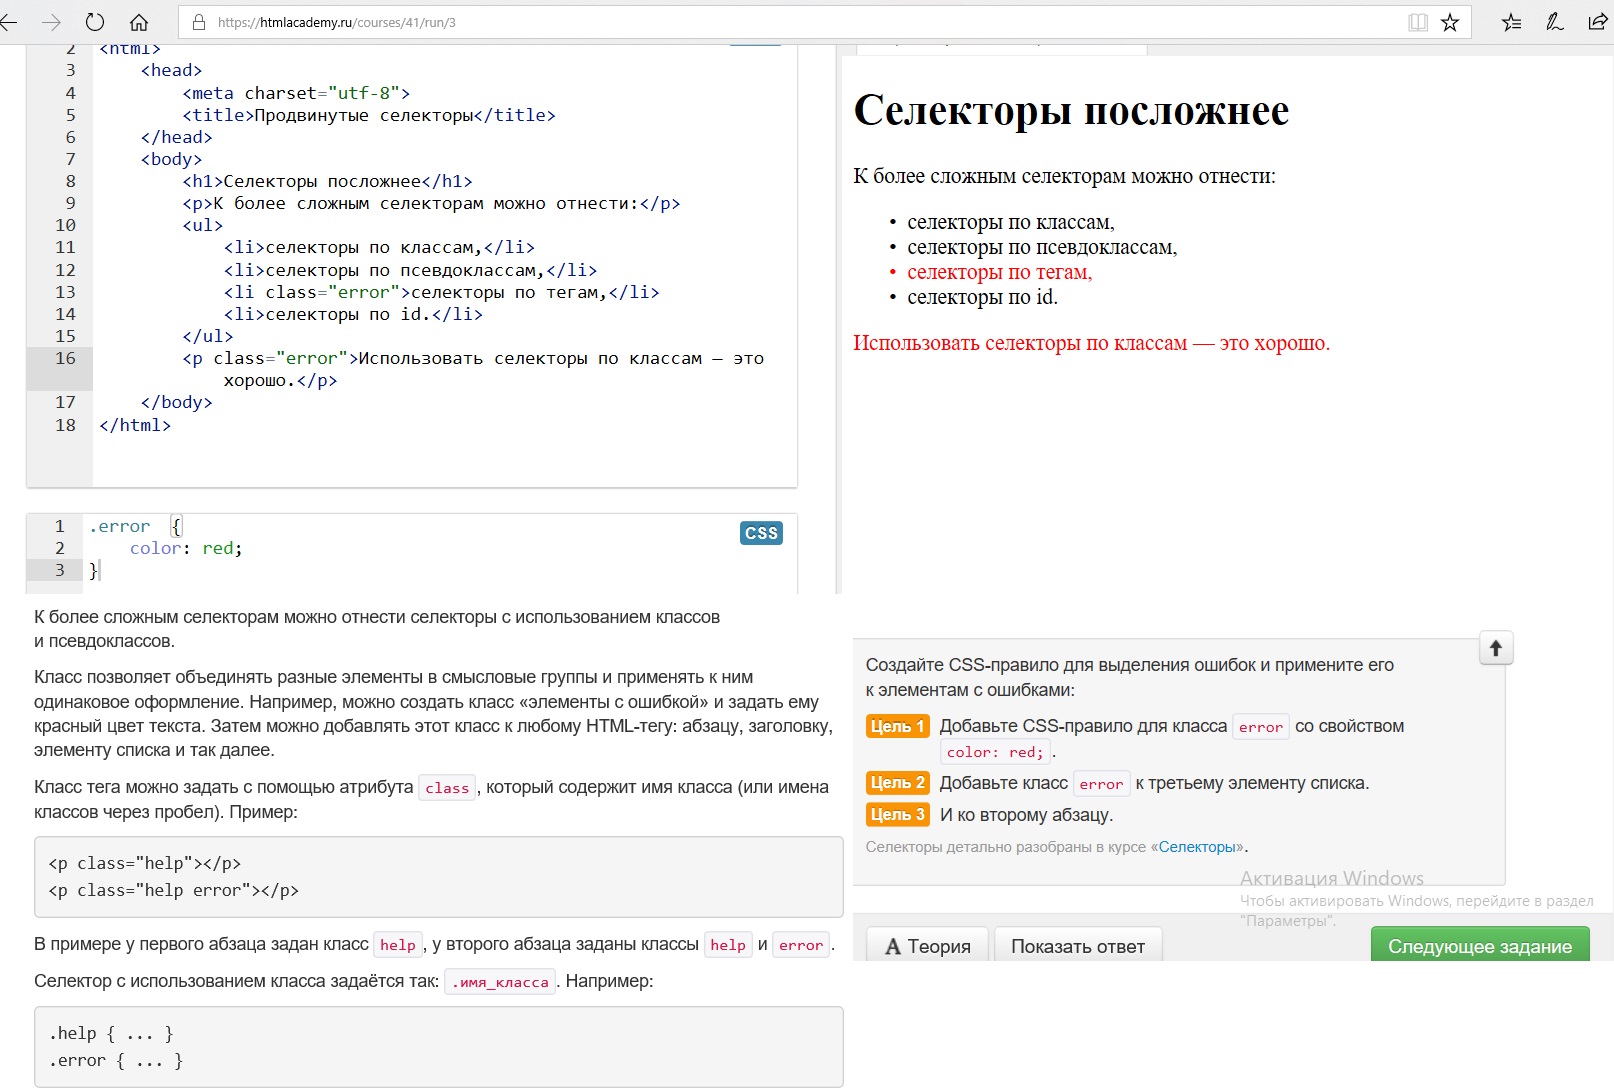 https://htmlacademy.ru/courses/41/run/3
2 <html>
3 <head>
4 <meta charset="utf-8">
5 <title>Продвинутые селекторы</title>
6 </head>
7 <body>
8 <h1>Селекторы посложнее</h1>
9 <p>К более сложным селекторам можно отнести:</p>
10 <ul>
11 <li>селекторы по классам,</li>
12 <li>селекторы по псевдоклассам,</li>
13 <li class="error">селекторы по тегам,</li>
14 <li>селекторы по id.</li>
15 </ul>
16 <p class="error">Использовать селекторы по классам — это
хорошо.</p>
17 </body>
18 </html>
CSS
1 .error {
2 color: red;
3 }
К более сложным селекторам можно отнести селекторы с использованием классов
и псевдоклассов.
Класс позволяет объединять разные элементы в смысловые группы и применять к ним
одинаковое оформление. Например, можно создать класс «элементы с ошибкой» и задать ему
красный цвет текста. Затем можно добавлять этот класс к любому HTML-тегу: абзацу, заголовку,
элементу списка и так далее.
Класс тега можно задать с помощью атрибута class, который содержит имя класса (или имена
классов через пробел). Пример:
<p class="help"></p>
<p class="help error"></p>
В примере у первого абзаца задан класс help, у второго абзаца заданы классы help и error.
Селектор с использованием класса задаётся так: .имя_класса. Например:
.help { ... }
.error { ... }
Селекторы посложнее
К более сложным селекторам можно отнести:
• селекторы по классам,
• селекторы по псевдоклассам,
• селекторы по тегам,
• селекторы по id.
Использовать селекторы по классам — это хорошо.
Создайте CSS-правило для выделения ошибок и примените его
к элементам с ошибками:
Цель 1 Добавьте CSS-правило для класса error со свойством
color: red; .
Цель 2 Добавьте класс error к третьему элементу списка.
Цель 3 И ко второму абзацу.
Селекторы детально разобраны в курсе «Селекторы».
Активация Windows
Чтобы активировать Windows, перейдите в раздел
"Параметры".
A Теория
Показать ответ
Следующее задание